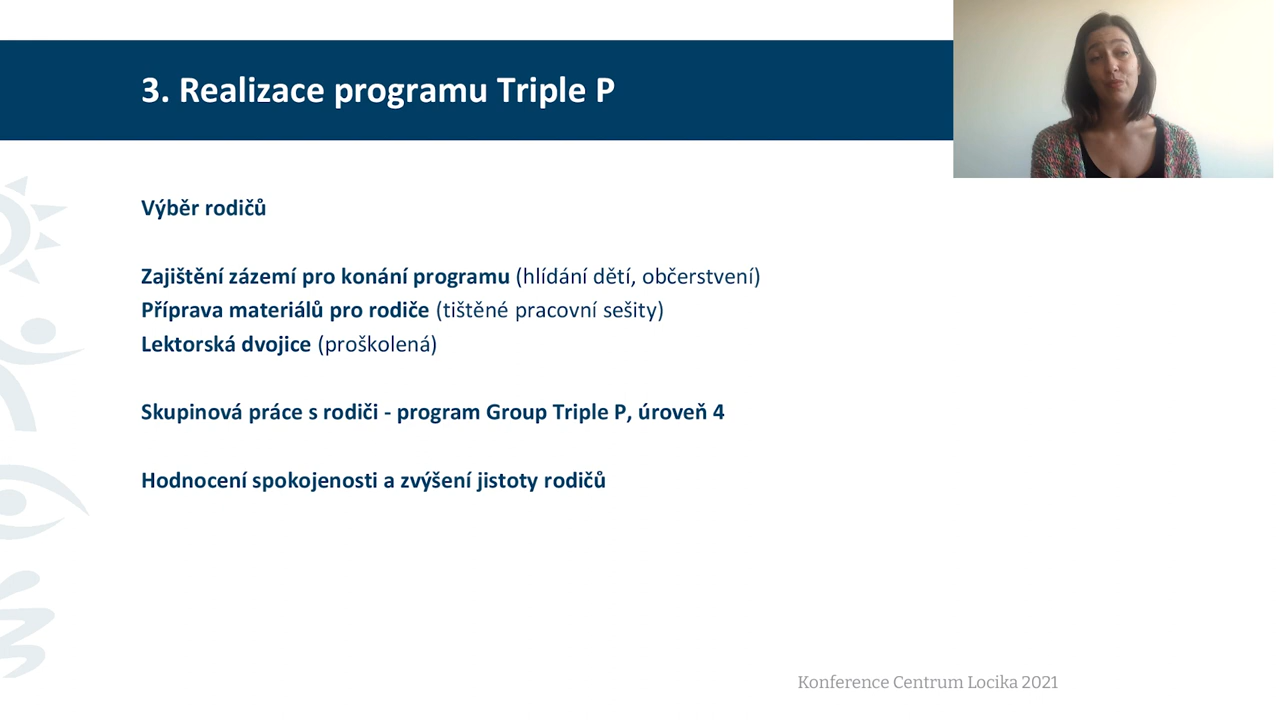 3. Realizace programu Triple P
Výběr rodičů
Zajištění zázemí pro konání programu (hlídání dětí, občerstvení)
Příprava materiálů pro rodiče (tištěné pracovní sešity)
Lektorská dvojice (proškolená)
Skupinová práce s rodiči - program Group Triple P, úroveň 4
Hodnocení spokojenosti a zvýšení jistoty rodičů
Konference Centrum Locika 2021